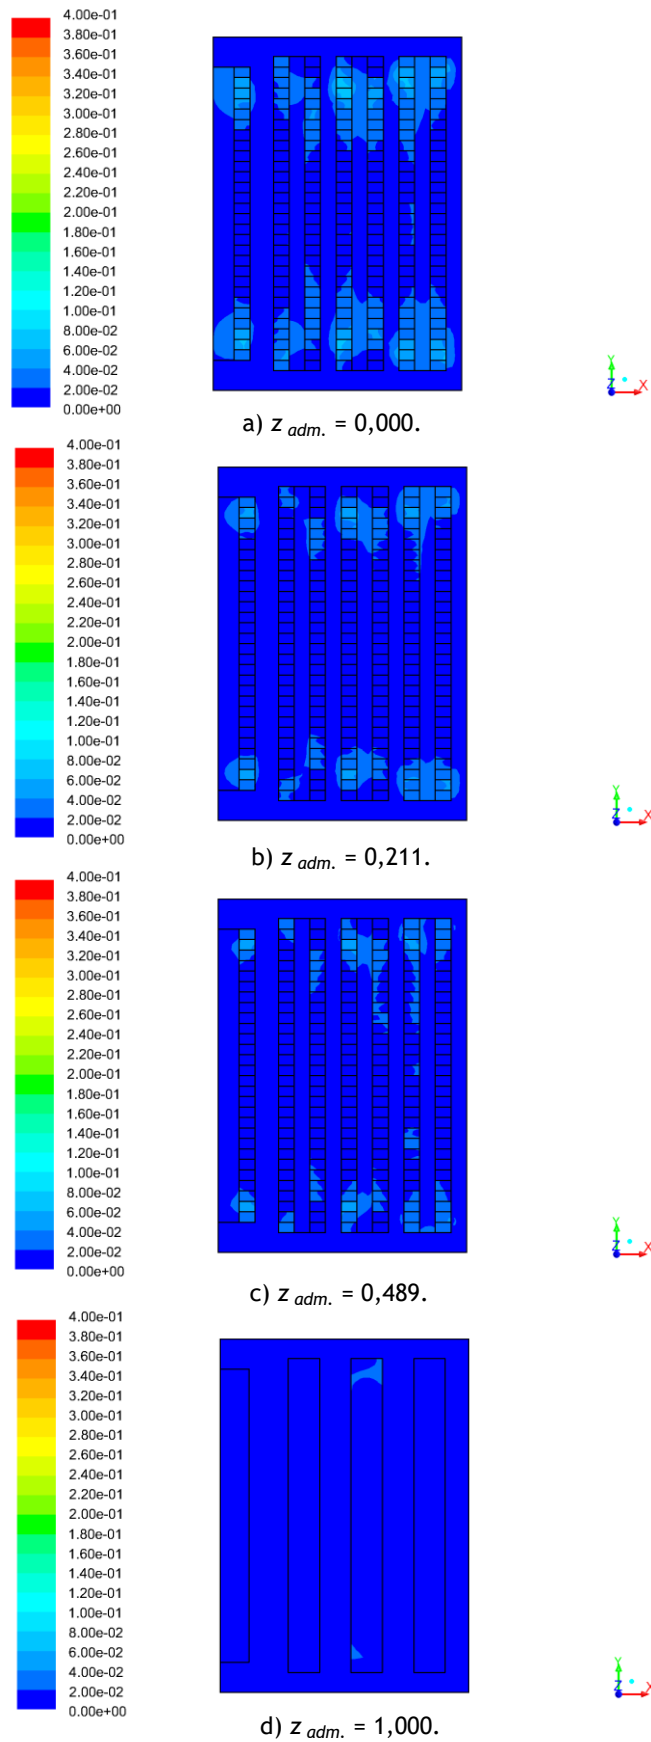 4.00e-01
3.80e-01
3.60e-01
3.40e-01
3.20e-01
3.00e-01
2.80e-01
2.60e-01
2.40e-01
2.20e-01
2.00e-01
1.80e-01
1.60e-01
1.40e-01
1.20e-01
1.00e-01
8.00e-02
6.00e-02
4.00e-02
2.00e-02
0.00e+00
Y
Z
X
a) z adm. = 0,000.
4.00e-01
3.80e-01
3.60e-01
3.40e-01
3.20e-01
3.00e-01
2.80e-01
2.60e-01
2.40e-01
2.20e-01
2.00e-01
1.80e-01
1.60e-01
1.40e-01
1.20e-01
1.00e-01
8.00e-02
6.00e-02
4.00e-02
2.00e-02
0.00e+00
Y
Z
X
b) z adm. = 0,211.
4.00e-01
3.80e-01
3.60e-01
3.40e-01
3.20e-01
3.00e-01
2.80e-01
2.60e-01
2.40e-01
2.20e-01
2.00e-01
1.80e-01
1.60e-01
1.40e-01
1.20e-01
1.00e-01
8.00e-02
6.00e-02
4.00e-02
2.00e-02
0.00e+00
Y
Z
X
c) z adm. = 0,489.
4.00e-01
3.80e-01
3.60e-01
3.40e-01
3.20e-01
3.00e-01
2.80e-01
2.60e-01
2.40e-01
2.20e-01
2.00e-01
1.80e-01
1.60e-01
1.40e-01
1.20e-01
1.00e-01
8.00e-02
6.00e-02
4.00e-02
2.00e-02
0.00e+00
Y
Z
X
d) z adm. = 1,000.